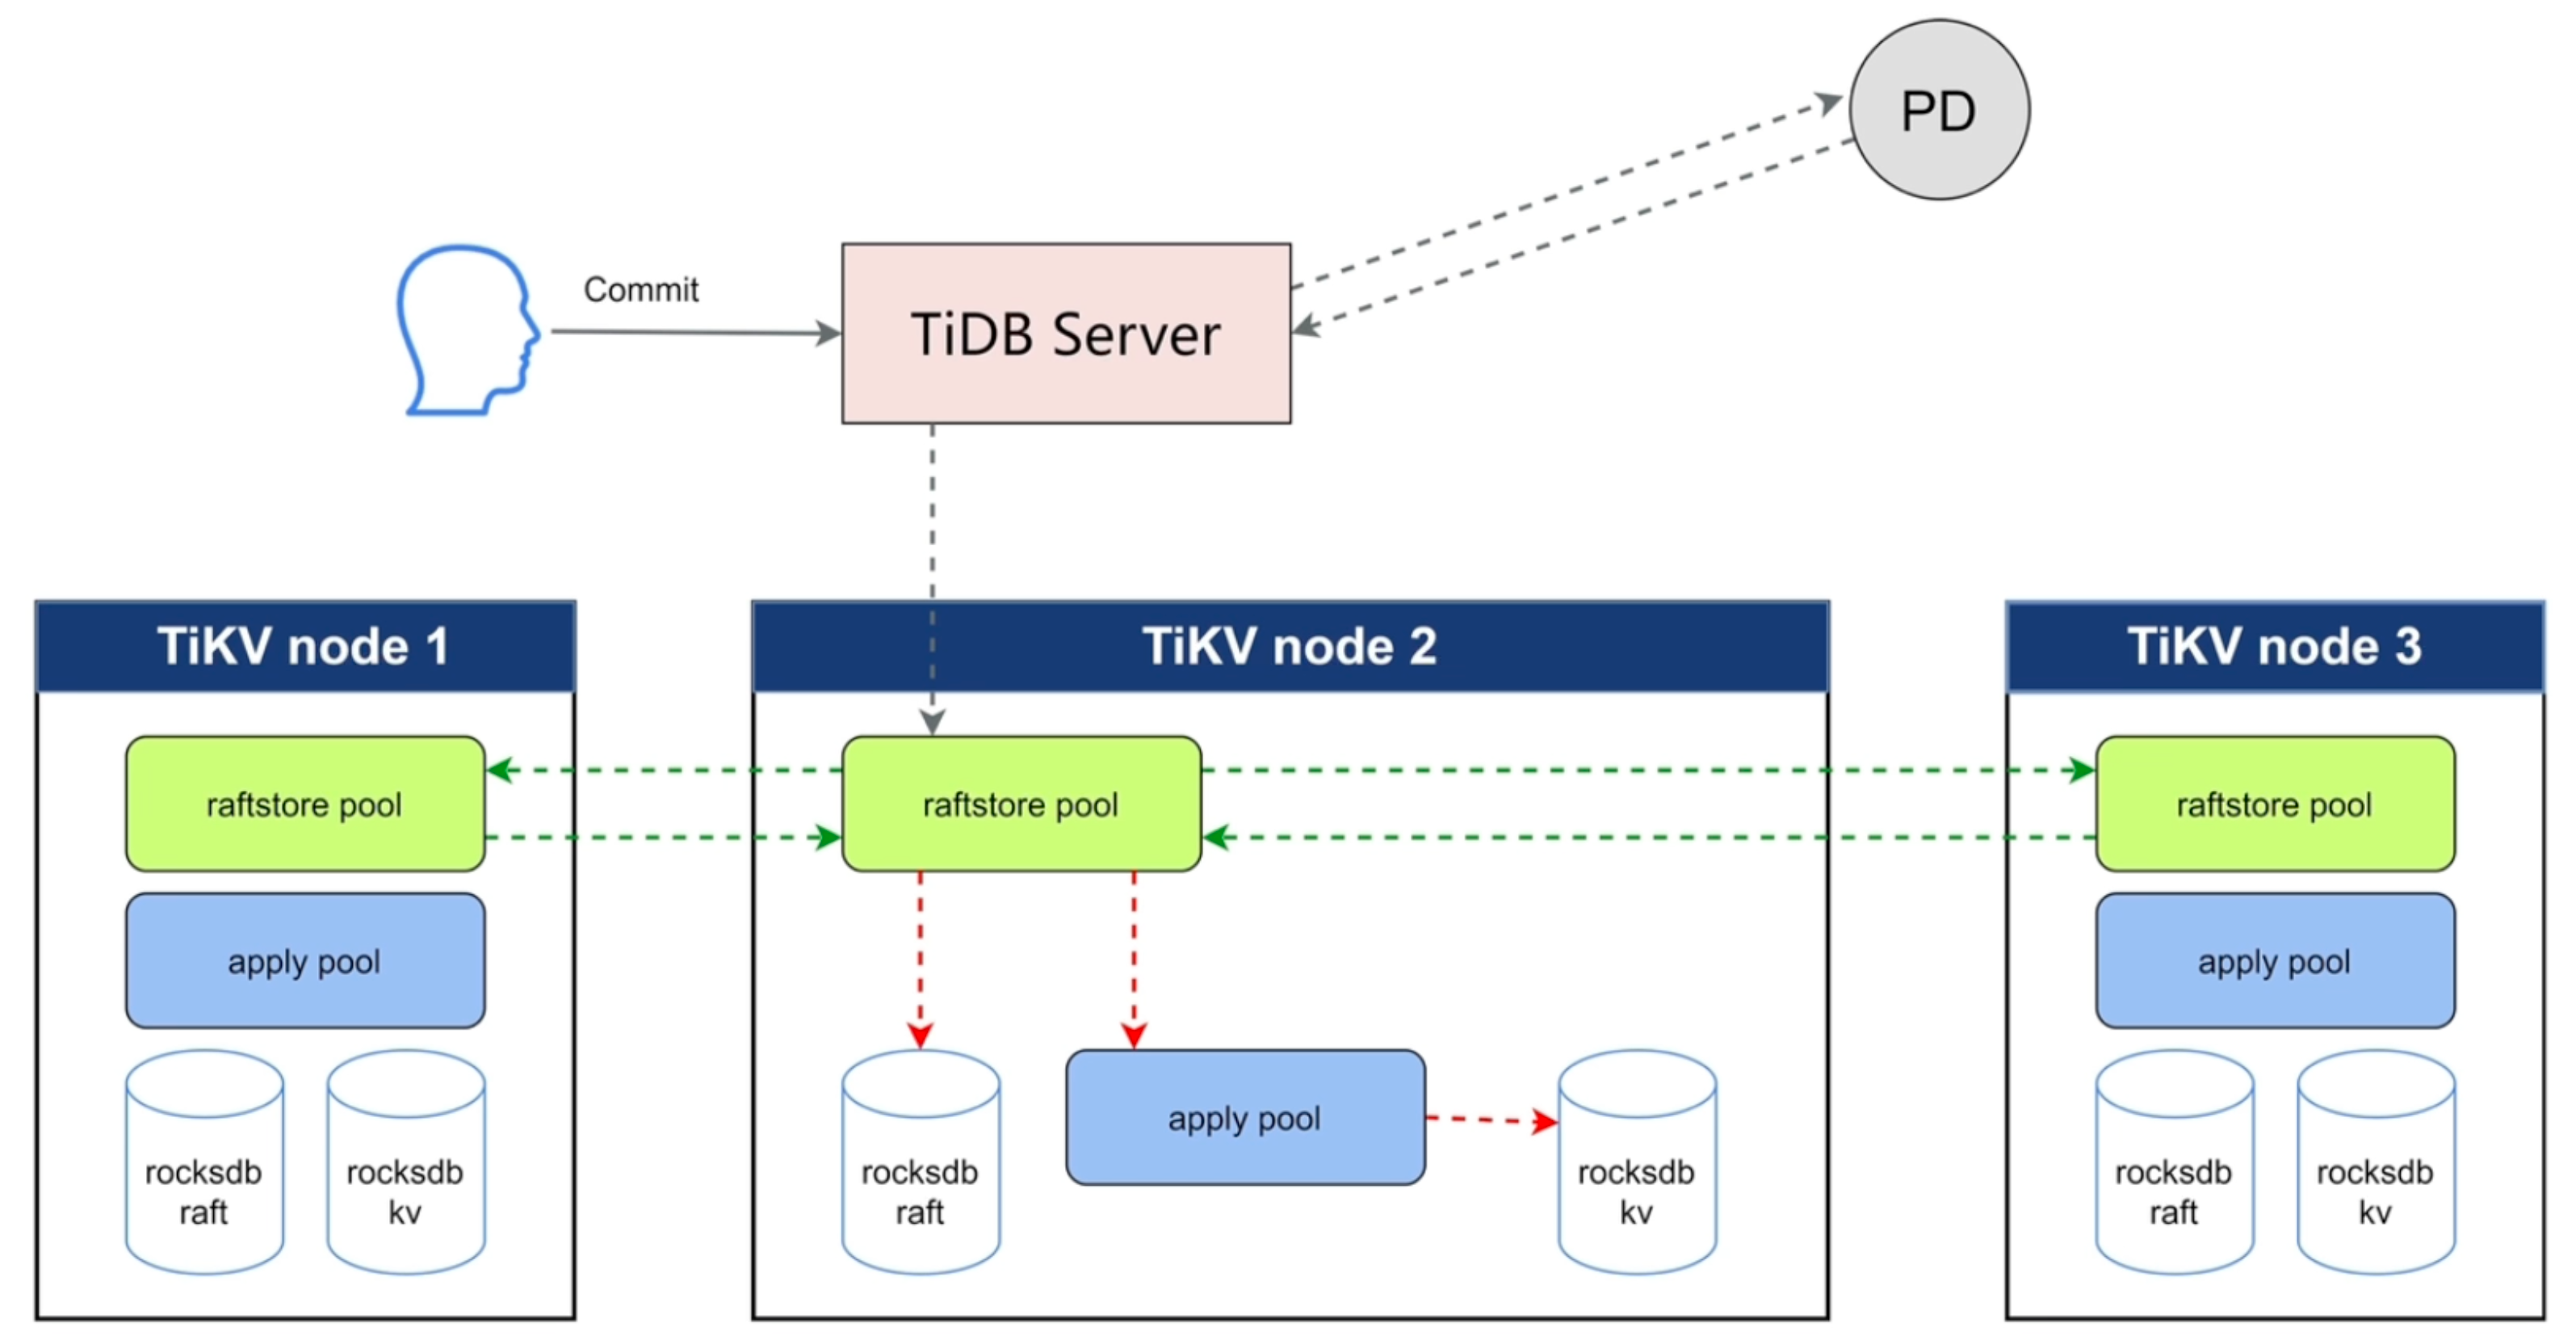 PD
Commit
TiDB Server
TiKV node 1
raftstore pool
apply pool
rocksdb
raft
rocksdb
kv
TiKV node 2
raftstore pool
rocksdb
raft
apply pool
rocksdb
kv
TiKV node 3
raftstore pool
apply pool
rocksdb
raft
rocksdb
kv